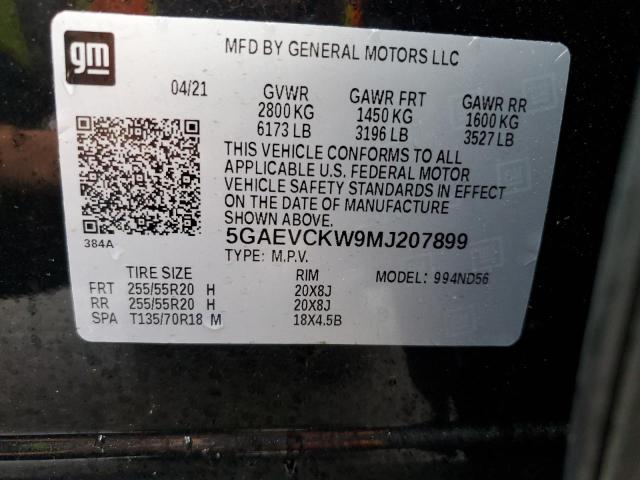 gm
MFD BY GENERAL MOTORS LLC
04/21 GVWR GAWR FRT GAWR RR
2800 KG 1450 KG 1600 KG
6173 LB 3196 LB 3527 LB
THIS VEHICLE CONFORMS TO ALL
APPLICABLE U.S. FEDERAL MOTOR
VEHICLE SAFETY STANDARDS IN EFFECT
ON THE DATE OF MANUFACTURE
SHOWN ABOVE.
384A 5GAEVCKW9MJ207899
TYPE: M.P.V.
TIRE SIZE RIM MODEL: 994ND56
FRT 255/55R20 H 20X8J
RR 255/55R20 H 20X8J
SPA T135/70R18 M 18X4.5B